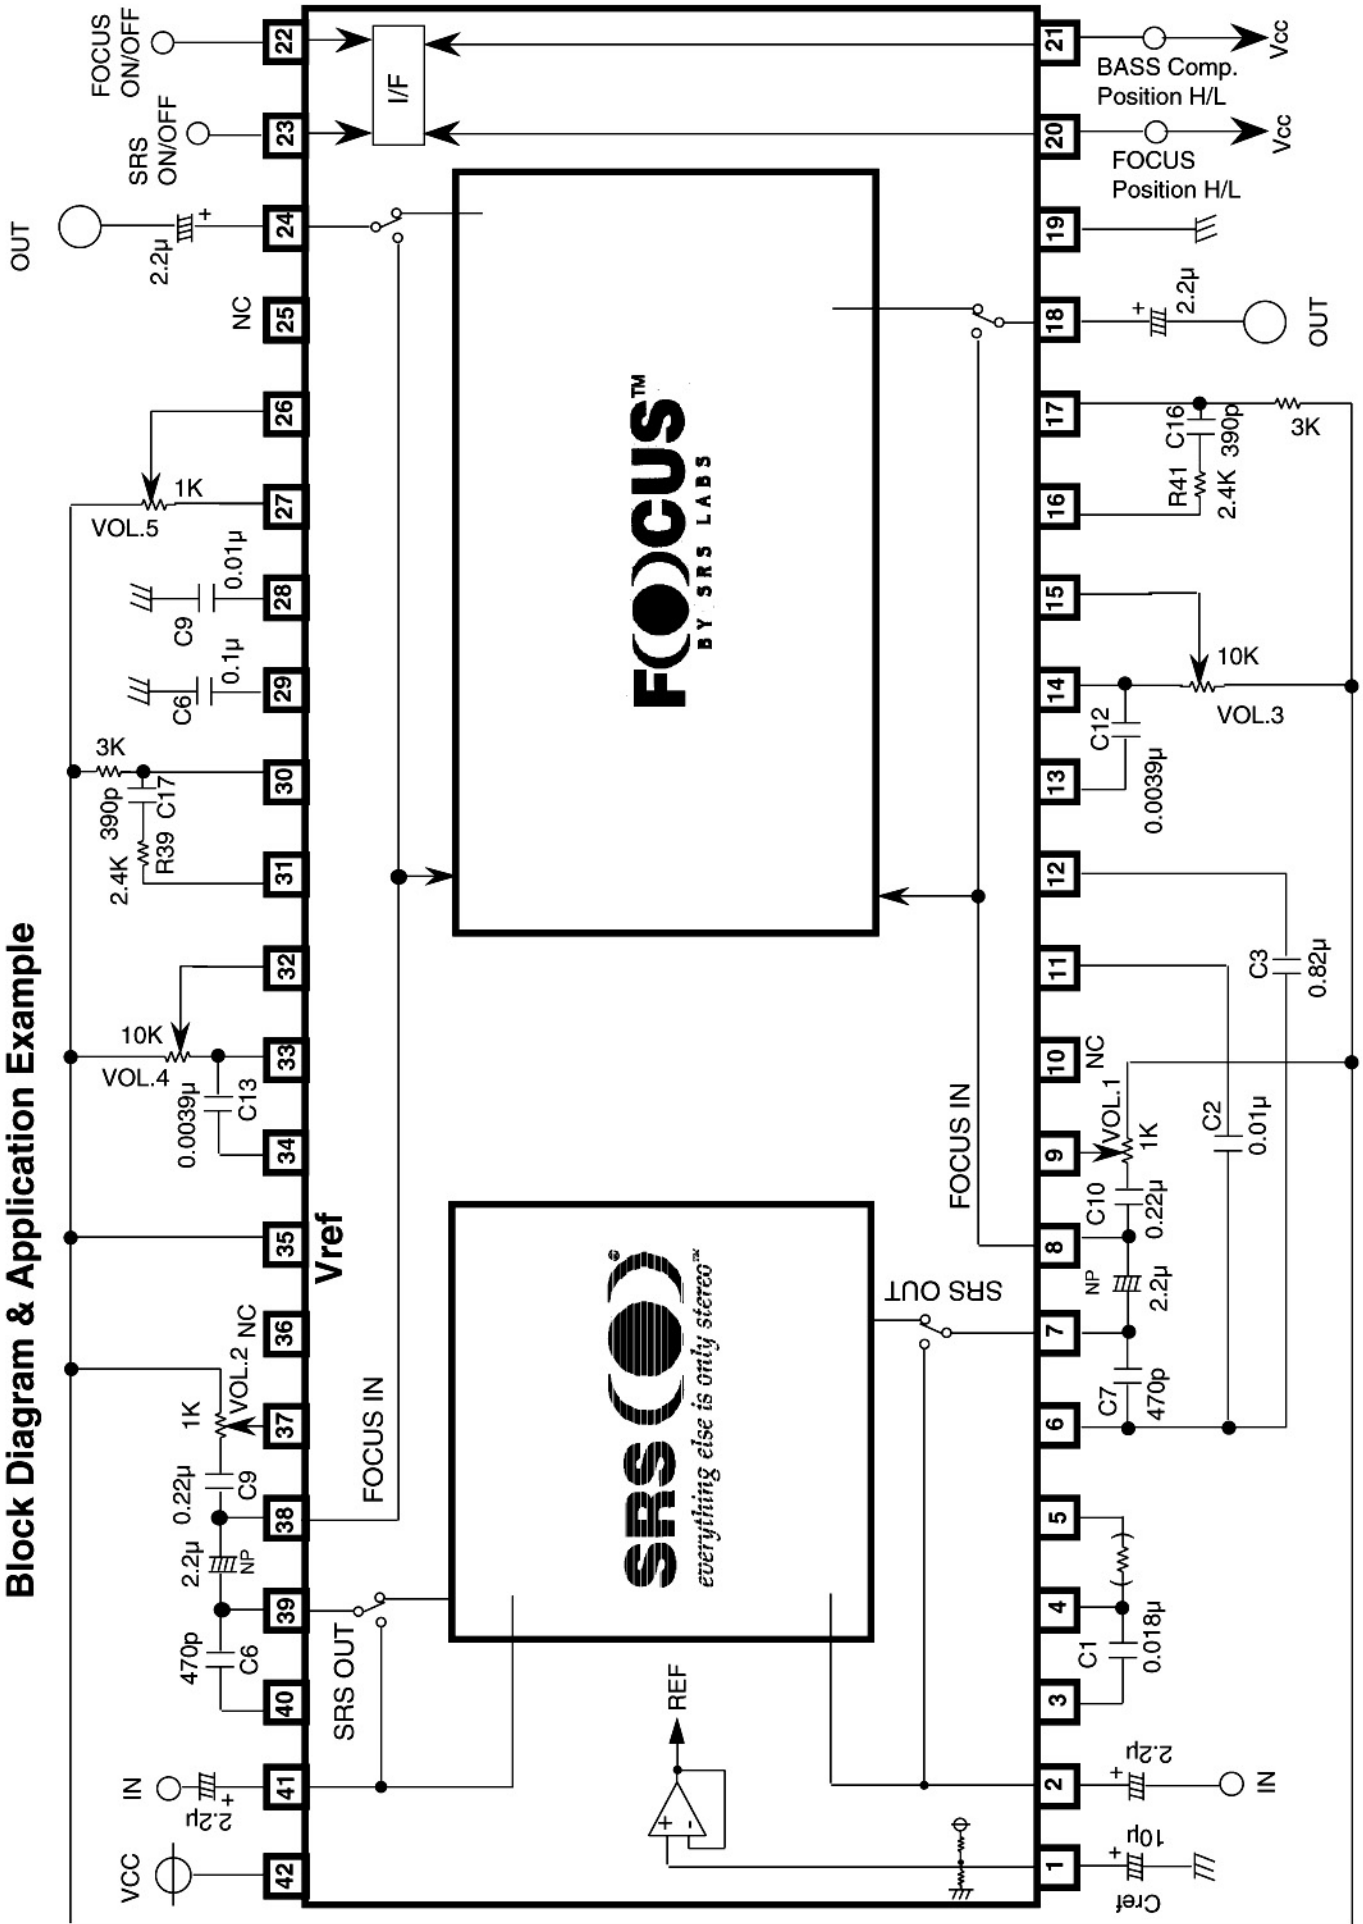 Block Diagram & Application Example
VCC
IN
2.2µ
+
470p
C6
2.2µ
NP
0.22µ
C9
1K
VOL.2
NC
0.0039µ
C13
10K
VOL.4
2.4K
R39
390p
C17
3K
C6
0.1µ
C9
0.01µ
VOL.5
1K
NC
OUT
2.2µ
+
SRS
ON/OFF
FOCUS
ON/OFF
42
41
40
39
38
37
36
35
34
33
32
31
30
29
28
27
26
25
24
23
22
Vref
SRS OUT
FOCUS IN
I/F
REF
+
-
SRS
®
everything else is only stereo™
FOCUS™
BY SRS LABS
SRS OUT
FOCUS IN
1
2
3
4
5
6
7
8
9
10
11
12
13
14
15
16
17
18
19
20
21
Cref
+
10µ
+
2.2µ
IN
C1
0.018µ
( )
C7
470p
NP
2.2µ
C10
0.22µ
VOL.1
1K
NC
C2
0.01µ
C3
0.82µ
C12
0.0039µ
10K
VOL.3
R41
2.4K
C16
390p
3K
+
2.2µ
OUT
FOCUS
Position H/L
Vcc
BASS Comp.
Position H/L
Vcc